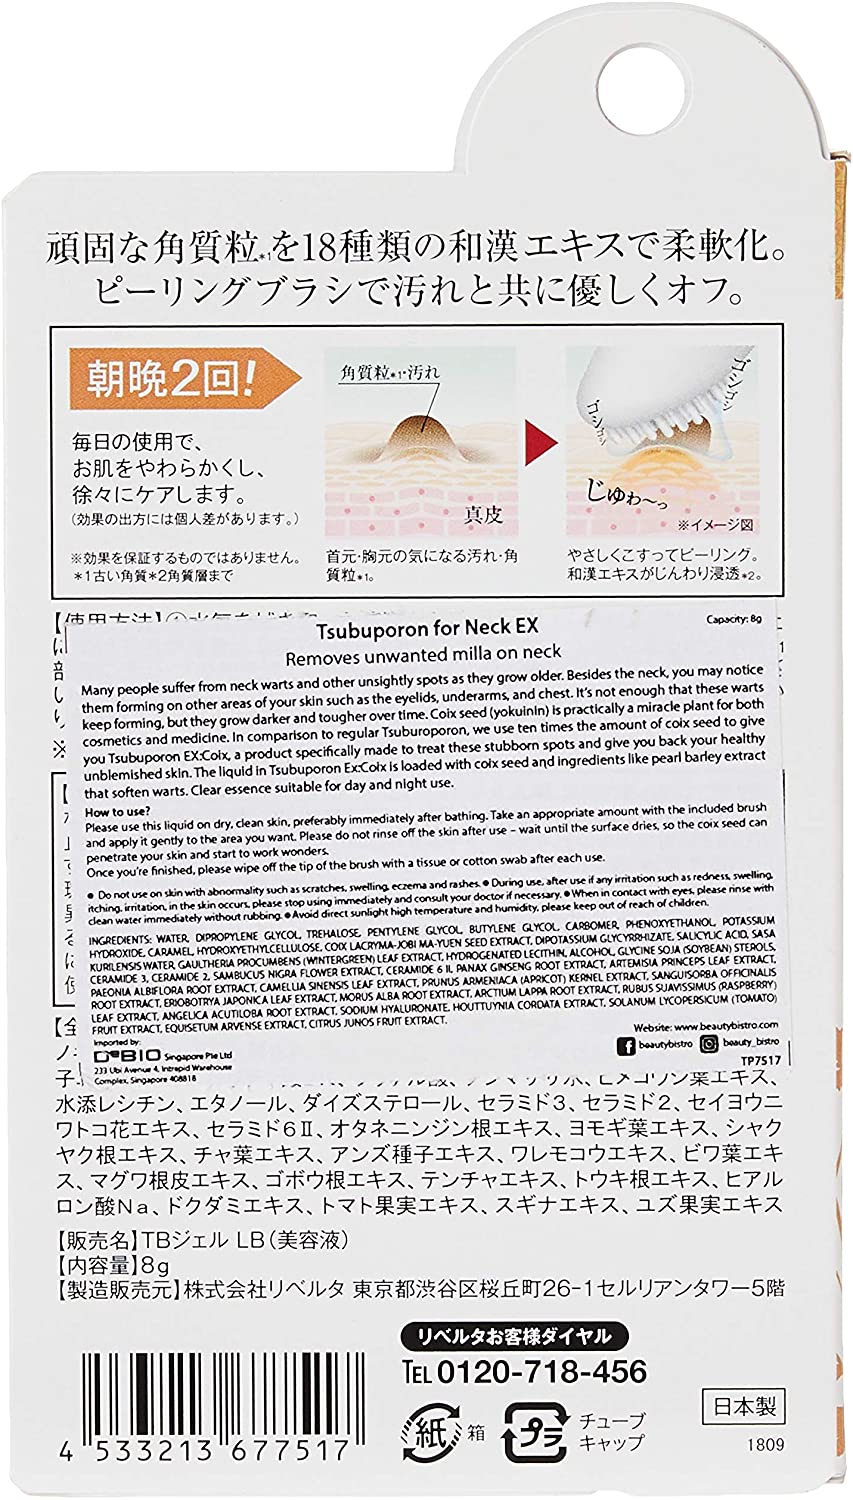 頑固な角質粒*1を18種類の和漢エキスで柔軟化。
ピーリングブラシで汚れと共に優しくオフ。
朝晩2回!
毎日の使用で、
お肌をやわらかくし、
徐々にケアします。
(効果の出方には個人差があります。)
※効果を保証するものではありません。
*1古い角質*2角質層まで
角質粒*1・汚れ
真皮
首元・胸元の気になる汚れ・角
質粒*1。
ゴシゴシ
ゴシゴシ
じゅわ〜っ
※イメージ図
やさしくこすってピーリング。
和漢エキスがじんわり浸透*2。
【使用方法】①水気を
Tsubuporon for Neck EX
Capacity: 8g
Removes unwanted milla on neck
Many people suffer from neck warts and other unsightly spots as they grow older. Besides the neck, you may notice
them forming on other areas of your skin such as the eyelids, underarms, and chest. It's not enough that these warts
keep forming, but they grow darker and tougher over time. Coix seed (yokuinin) is practically a miracle plant for both
cosmetics and medicine. In comparison to regular Tsuburoporon, we use ten times the amount of coix seed to give
you Tsubuporon EX:Coix, a product specifically made to treat these stubborn spots and give you back your healthy
unblemished skin. The liquid in Tsubuporon Ex:Coix is loaded with coix seed and ingredients like pearl barley extract
that soften warts. Clear essence suitable for day and night use.
How to use?
Please use this liquid on dry, clean skin, preferably immediately after bathing. Take an appropriate amount with the included brush
and apply it gently to the area you want. Please do not rinse off the skin after use – wait until the surface dries, so the coix seed can
penetrate your skin and start to work wonders.
Once you're finished, please wipe off the tip of the brush with a tissue or cotton swab after each use.
● Do not use on skin with abnormality such as scratches, swelling, eczema and rashes. ● During use, after use if any irritation such as redness, swelling,
itching, irritation, in the skin occurs, please stop using immediately and consult your doctor if necessary. ● When in contact with eyes, please rinse with
clean water immediately without rubbing. ● Avoid direct sunlight high temperature and humidity, please keep out of reach of children.
INGREDIENTS: WATER, DIPROPYLENE GLYCOL, TREHALOSE, PENTYLENE GLYCOL, BUTYLENE GLYCOL, CARBOMER, PHENOXYETHANOL, POTASSIUM
HYDROXIDE, CARAMEL, HYDROXYETHYLCELLULOSE, COIX LACRYMA-JOBI MA-YUEN SEED EXTRACT, DIPOTASSIUM GLYCYRRHIZATE, SALICYLIC ACID, SASA
KURILENSIS WATER, GAULTHERIA PROCUMBENS (WINTERGREEN) LEAF EXTRACT, HYDROGENATED LECITHIN, ALCOHOL, GLYCINE SOJA (SOYBEAN) STEROLS,
CERAMIDE 3, CERAMIDE 2, SAMBUCUS NIGRA FLOWER EXTRACT, CERAMIDE 6 II, PANAX GINSENG ROOT EXTRACT, ARTEMISIA PRINCEPS LEAF EXTRACT,
PAEONIA ALBIFLORA ROOT EXTRACT, CAMELLIA SINENSIS LEAF EXTRACT, PRUNUS ARMENIACA (APRICOT) KERNEL EXTRACT, SANGUISORBA OFFICINALIS
ROOT EXTRACT, ERIOBOTRYA JAPONICA LEAF EXTRACT, MORUS ALBA ROOT EXTRACT, ARCTIUM LAPPA ROOT EXTRACT, RUBUS SUAVISSIMUS (RASPBERRY)
LEAF EXTRACT, ANGELICA ACUTILOBA ROOT EXTRACT, SODIUM HYALURONATE, HOUTTUYNIA CORDATA EXTRACT, SOLANUM LYCOPERSICUM (TOMATO)
FRUIT EXTRACT, EQUISETUM ARVENSE EXTRACT, CITRUS JUNOS FRUIT EXTRACT.
Imported by:
BIO Singapore Pte Ltd
233 Ubi Avenue 4, Intrepid Warehouse
Complex, Singapore 408818
Website: www.beautybistro.com
beautybistro beauty_bistro
TP7517
ヒメコウジ葉エキス、
水添レシチン、エタノール、ダイズステロール、セラミド3、セラミド2、セイヨウニ
ワトコ花エキス、セラミド6Ⅱ、オタネニンジン根エキス、ヨモギ葉エキス、シャク
ヤク根エキス、チャ葉エキス、アンズ種子エキス、ワレモコウエキス、ビワ葉エキ
ス、マグワ根皮エキス、ゴボウ根エキス、テンチャエキス、トウキ根エキス、ヒアル
ロン酸Na、ドクダミエキス、トマト果実エキス、スギナエキス、ユズ果実エキス
【販売名】TBジェル LB(美容液)
【内容量】8g
【製造販売元】株式会社リベルタ 東京都渋谷区桜丘町26-1セルリアンタワー5階
リベルタお客様ダイヤル
TEL 0120-718-456
4 533213 677517
紙 箱
プラ チューブ
キャップ
日本製
1809